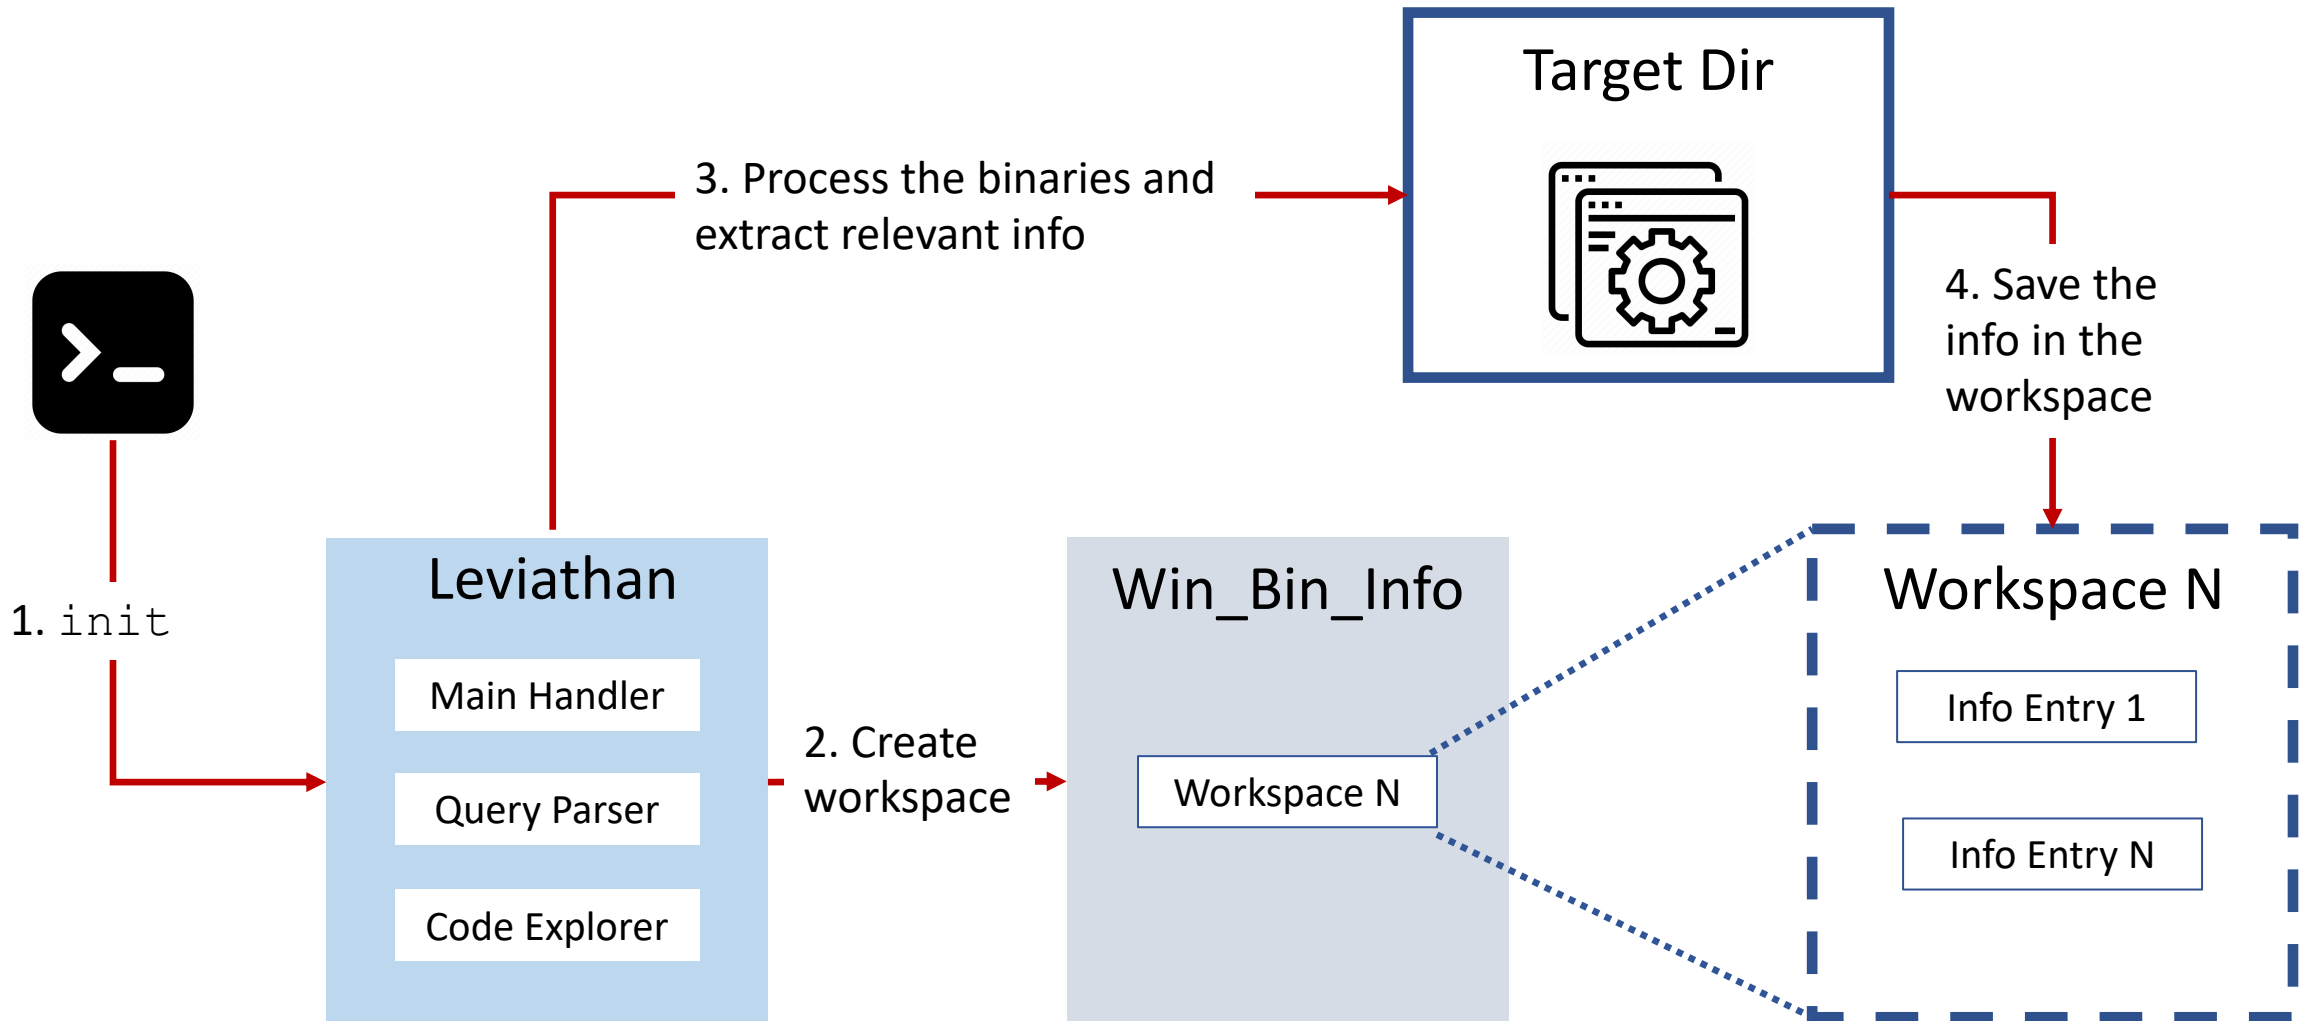 Target Dir
3. Process the binaries and
extract relevant info
4. Save the
info in the
workspace
1. init
Leviathan
Main Handler
Query Parser
Code Explorer
2. Create
workspace
Win_Bin_Info
Workspace N
Workspace N
Info Entry 1
Info Entry N